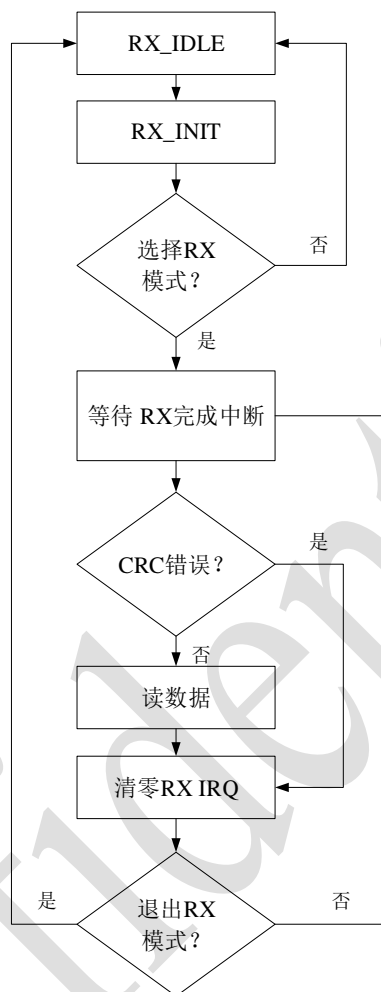 RX_IDLE
RX_INIT
选择RX
模式？
否
是
等待 RX完成中断
CRC错误？
是
否
读数据
清零RX IRQ
是
退出RX
模式？
否